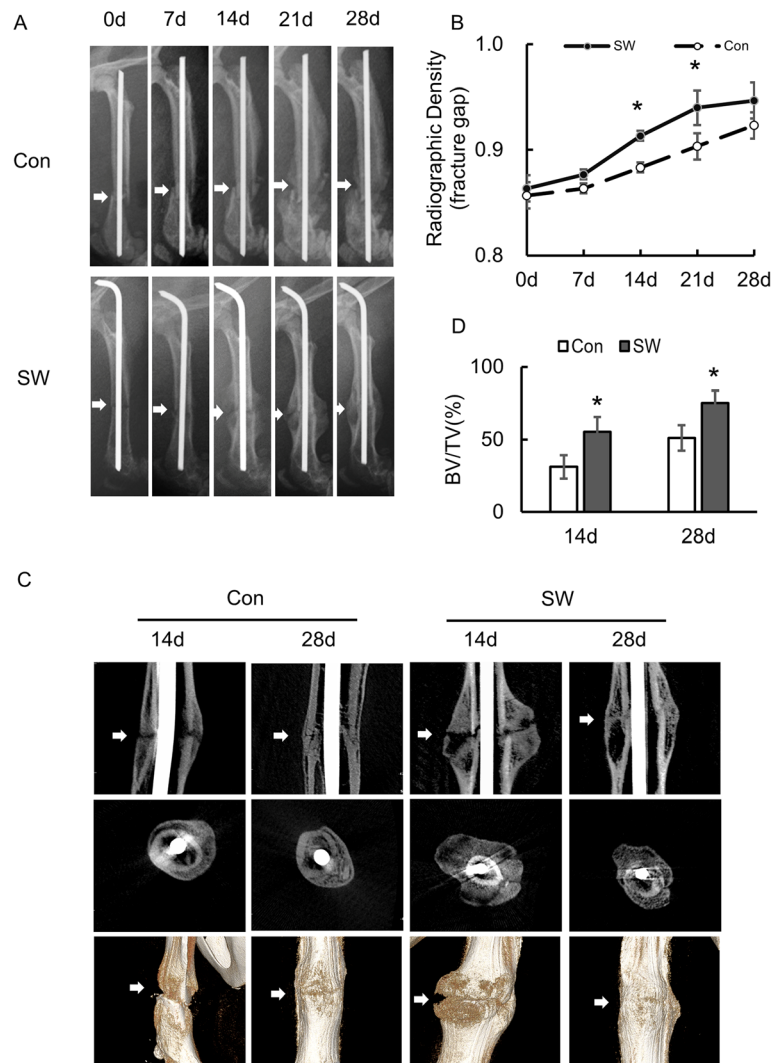 A
0d 7d 14d 21d 28d
Con
SW
B
SW Con
Radiographic Density
(fracture gap)
1.0
0.9
0.8
*
*
0d 7d 14d 21d 28d
D
Con SW
BV/TV(%)
100
50
0
*
*
14d 28d
C
Con SW
14d 28d 14d 28d